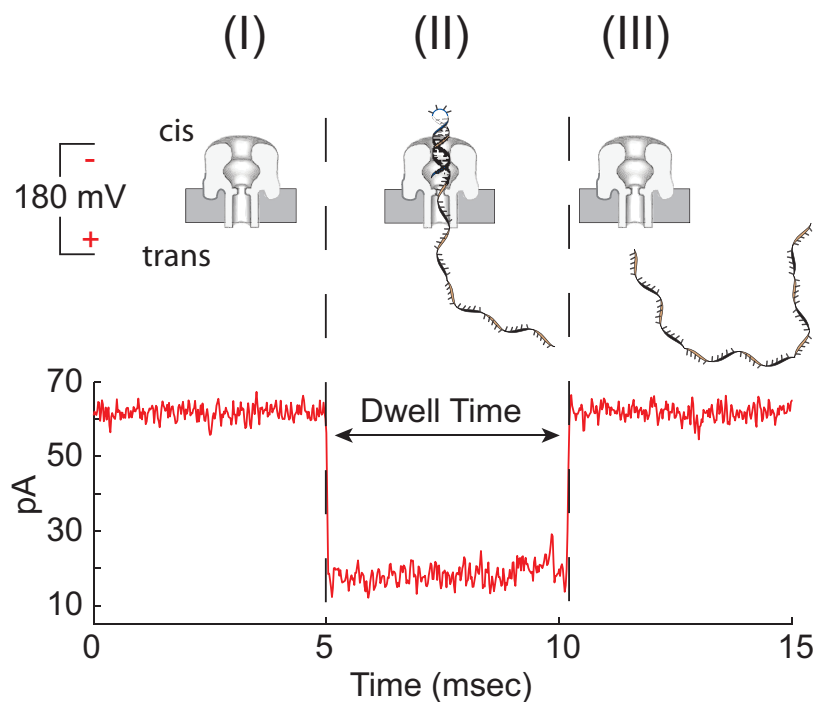 (I) (II) (III)
cis
-
180 mV
+
trans
70
50
30
10
pA
Dwell Time
0 5 10 15
Time (msec)